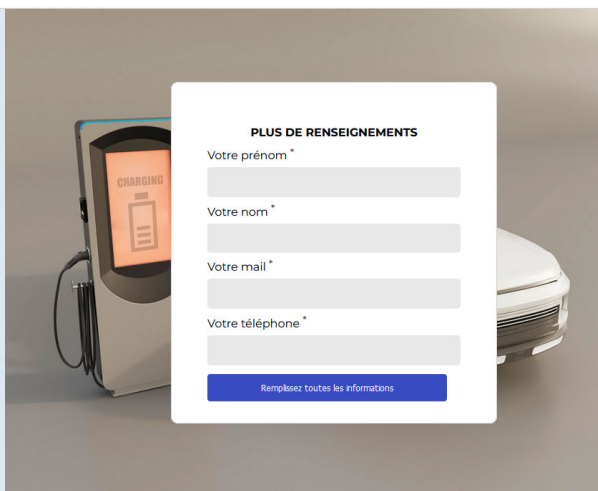 CHARGING
PLUS DE RENSEIGNEMENTS
Votre prénom *
Votre nom *
Votre mail *
Votre téléphone *
Remplissez toutes les informations